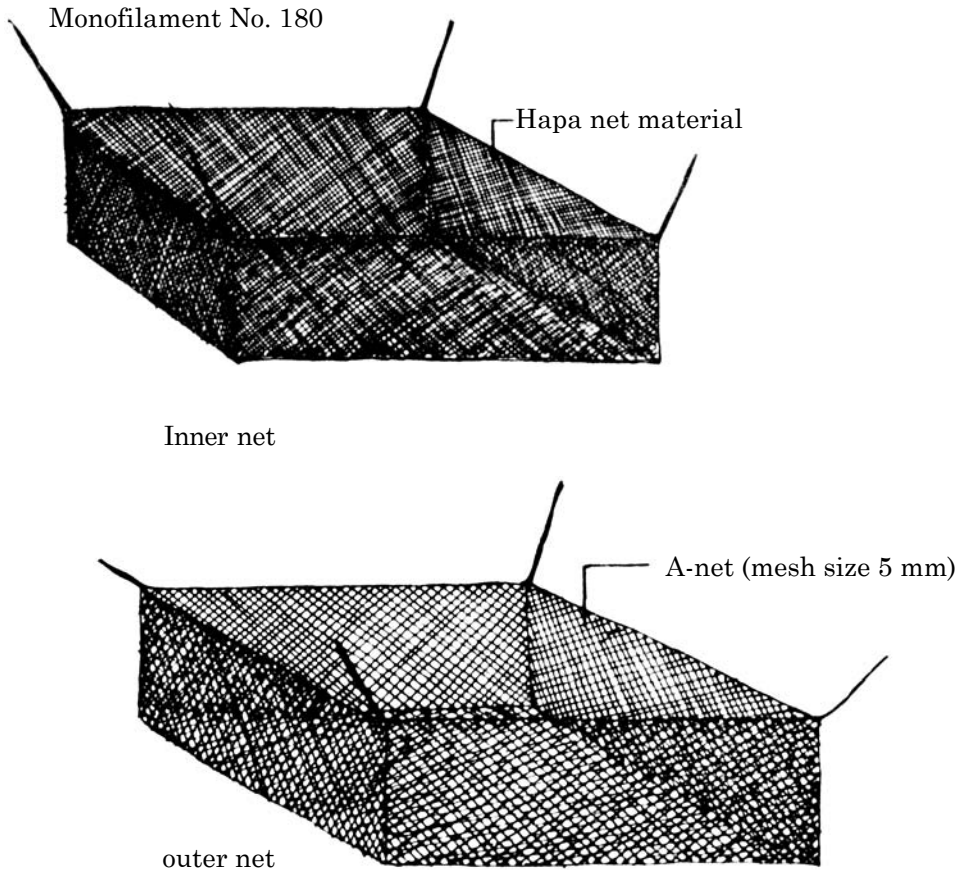 Monofilament No. 180
Hapa net material
Inner net
A-net (mesh size 5 mm)
outer net